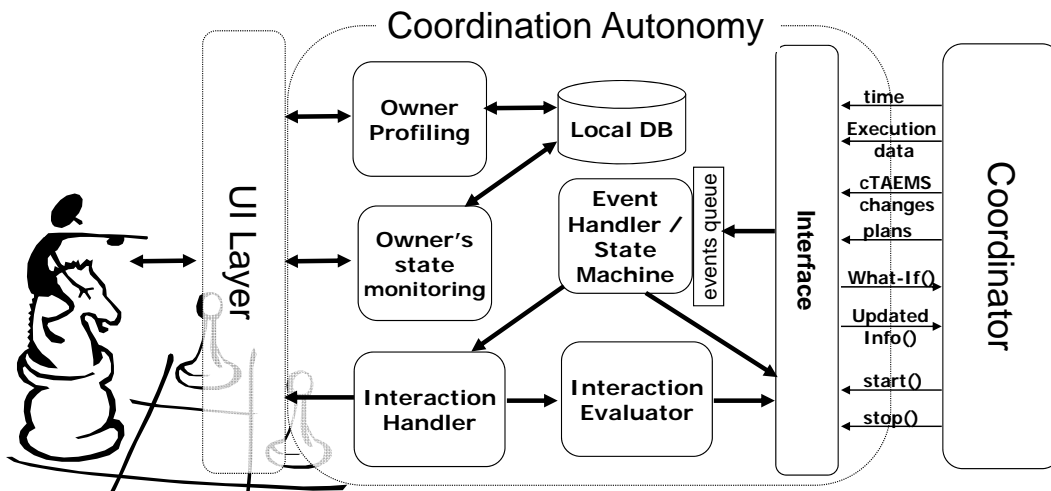 Coordination Autonomy
UI Layer
Owner
Profiling
Local DB
Owner's
state
monitoring
Event
Handler /
State
Machine
events queue
Interaction
Handler
Interaction
Evaluator
Interface
time
Execution
data
cTAEMS
changes
plans
What-If()
Updated
Info()
start()
stop()
Coordinator